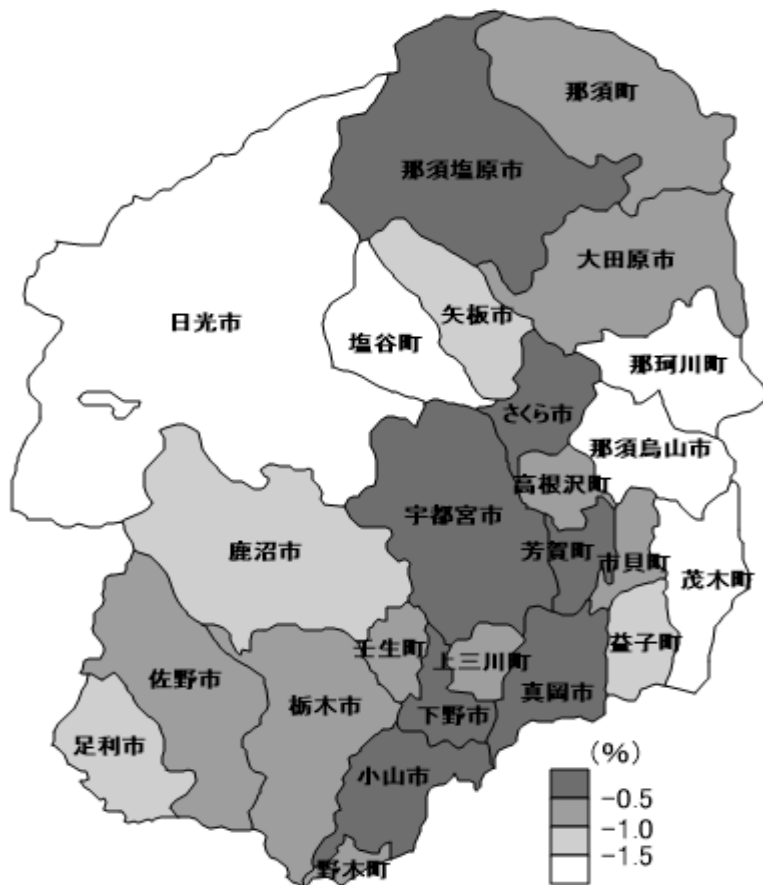 那須町
那須塩原市
大田原市
矢板市
日光市
塩谷町
那珂川町
さくら市
那須烏山市
高根沢町
宇都宮市
芳賀町
市貝町
鹿沼市
茂木町
壬生町
上三川町
益子町
佐野市
栃木市
真岡市
下野市
足利市
(%)
小山市
-0.5
-1.0
-1.5
野木町